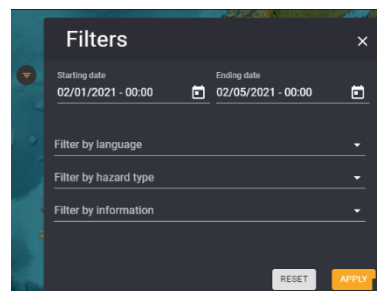 Filters
Starting date Ending date
02/01/2021 - 00:00 02/05/2021 - 00:00
Filter by language
Filter by hazard type
Filter by information
RESET APPLY